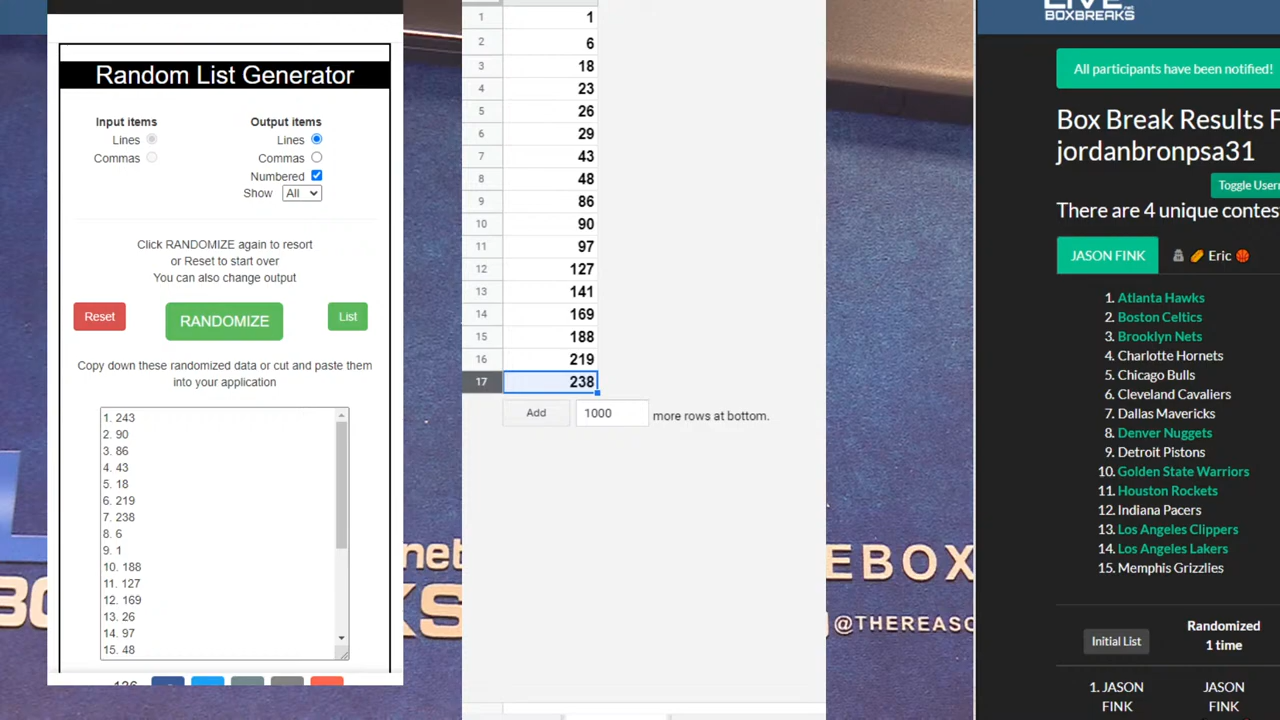 Random List Generator
Input items
Output items
Lines
Lines
Commas
Commas
Numbered
Show All
Click RANDOMIZE again to resort
or Reset to start over
You can also change output
Reset
RANDOMIZE
List
Copy down these randomized data or cut and paste them
into your application
1. 243
2. 90
3. 86
4. 43
5. 18
6. 219
7. 238
8. 6
9. 1
10. 188
11. 127
12. 169
13. 26
14. 97
15. 48
1 1
2 6
3 18
4 23
5 26
6 29
7 43
8 48
9 86
10 90
11 97
12 127
13 141
14 169
15 188
16 219
17 238
Add 1000 more rows at bottom.
net
EBOX
@THEREASO
LIVE.net
BOXBREAKS
All participants have been notified!
Box Break Results F
jordanbronpsa31
Toggle User
There are 4 unique contes
JASON FINK
Eric
1. Atlanta Hawks
2. Boston Celtics
3. Brooklyn Nets
4. Charlotte Hornets
5. Chicago Bulls
6. Cleveland Cavaliers
7. Dallas Mavericks
8. Denver Nuggets
9. Detroit Pistons
10. Golden State Warriors
11. Houston Rockets
12. Indiana Pacers
13. Los Angeles Clippers
14. Los Angeles Lakers
15. Memphis Grizzlies
Initial List
Randomized
1 time
1. JASON
FINK
JASON
FINK